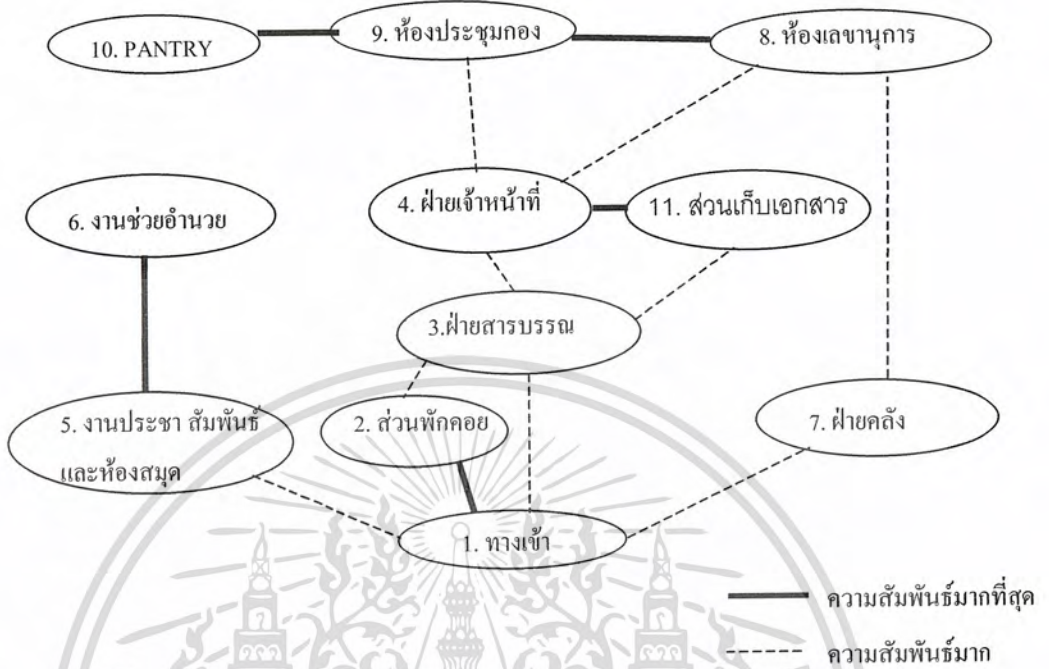 10. PANTRY
9. ห้องประชุมกอง
8. ห้องเลขานุการ
6. งานช่วยอำนวย
4. ฝ่ายเจ้าหน้าที่
11. ส่วนเก็บเอกสาร
3.ฝ่ายสารบรรณ
5. งานประชา สัมพันธ์
และห้องสมุด
2. ส่วนพักคอย
7. ฝ่ายคลัง
1. ทางเข้า
ความสัมพันธ์มากที่สุด
ความสัมพันธ์มาก